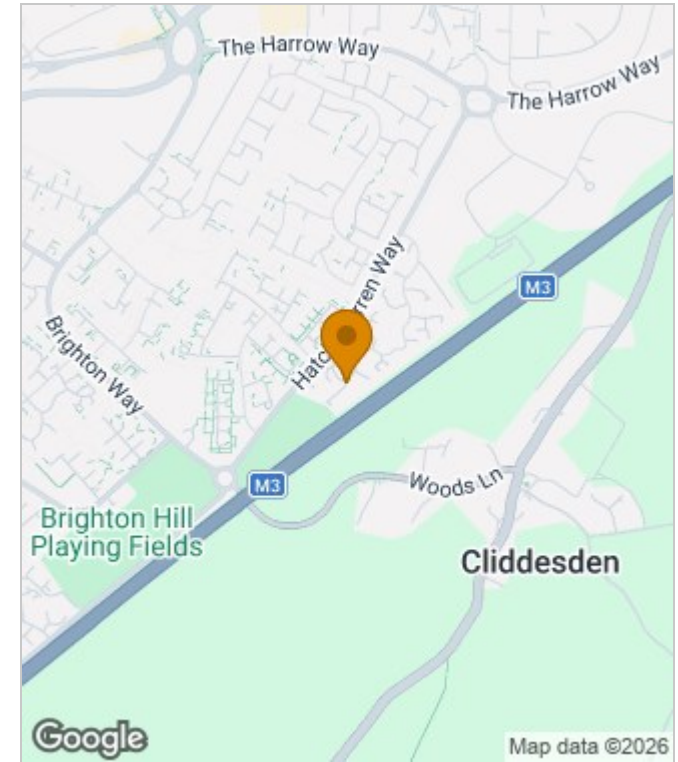 The Harrow Way
The Harrow Way
M3
Brighton Way
M3
Woods Ln
Brighton Hill
Playing Fields
Cliddesden
Google
Map data ©2026